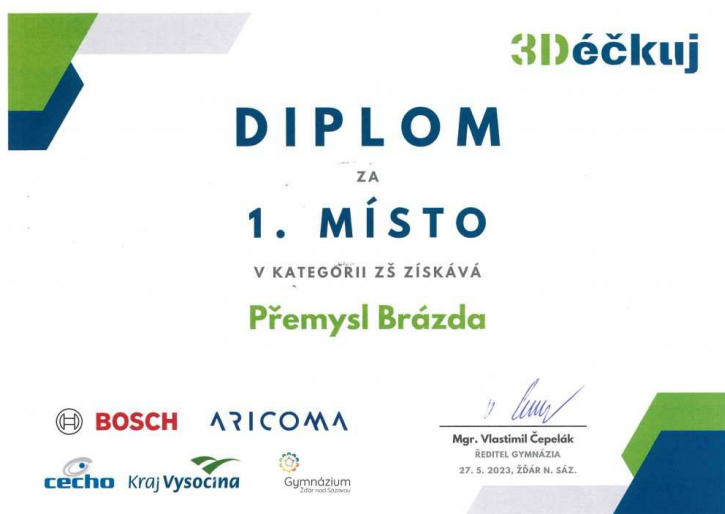 3Déčkuj
DIPLOM
ZA
1. MÍSTO
V KATEGORII ZŠ ZÍSKÁVÁ
Přemysl Brázda
BOSCH
ARICOMA
Mgr. Vlastimil Čepelák
ŘEDITEL GYMNÁZIA
27. 5. 2023, ŽĎÁR N. SÁZ.
cecho
Kraj Vysočina
Gymnázium
Žďár nad Sázavou